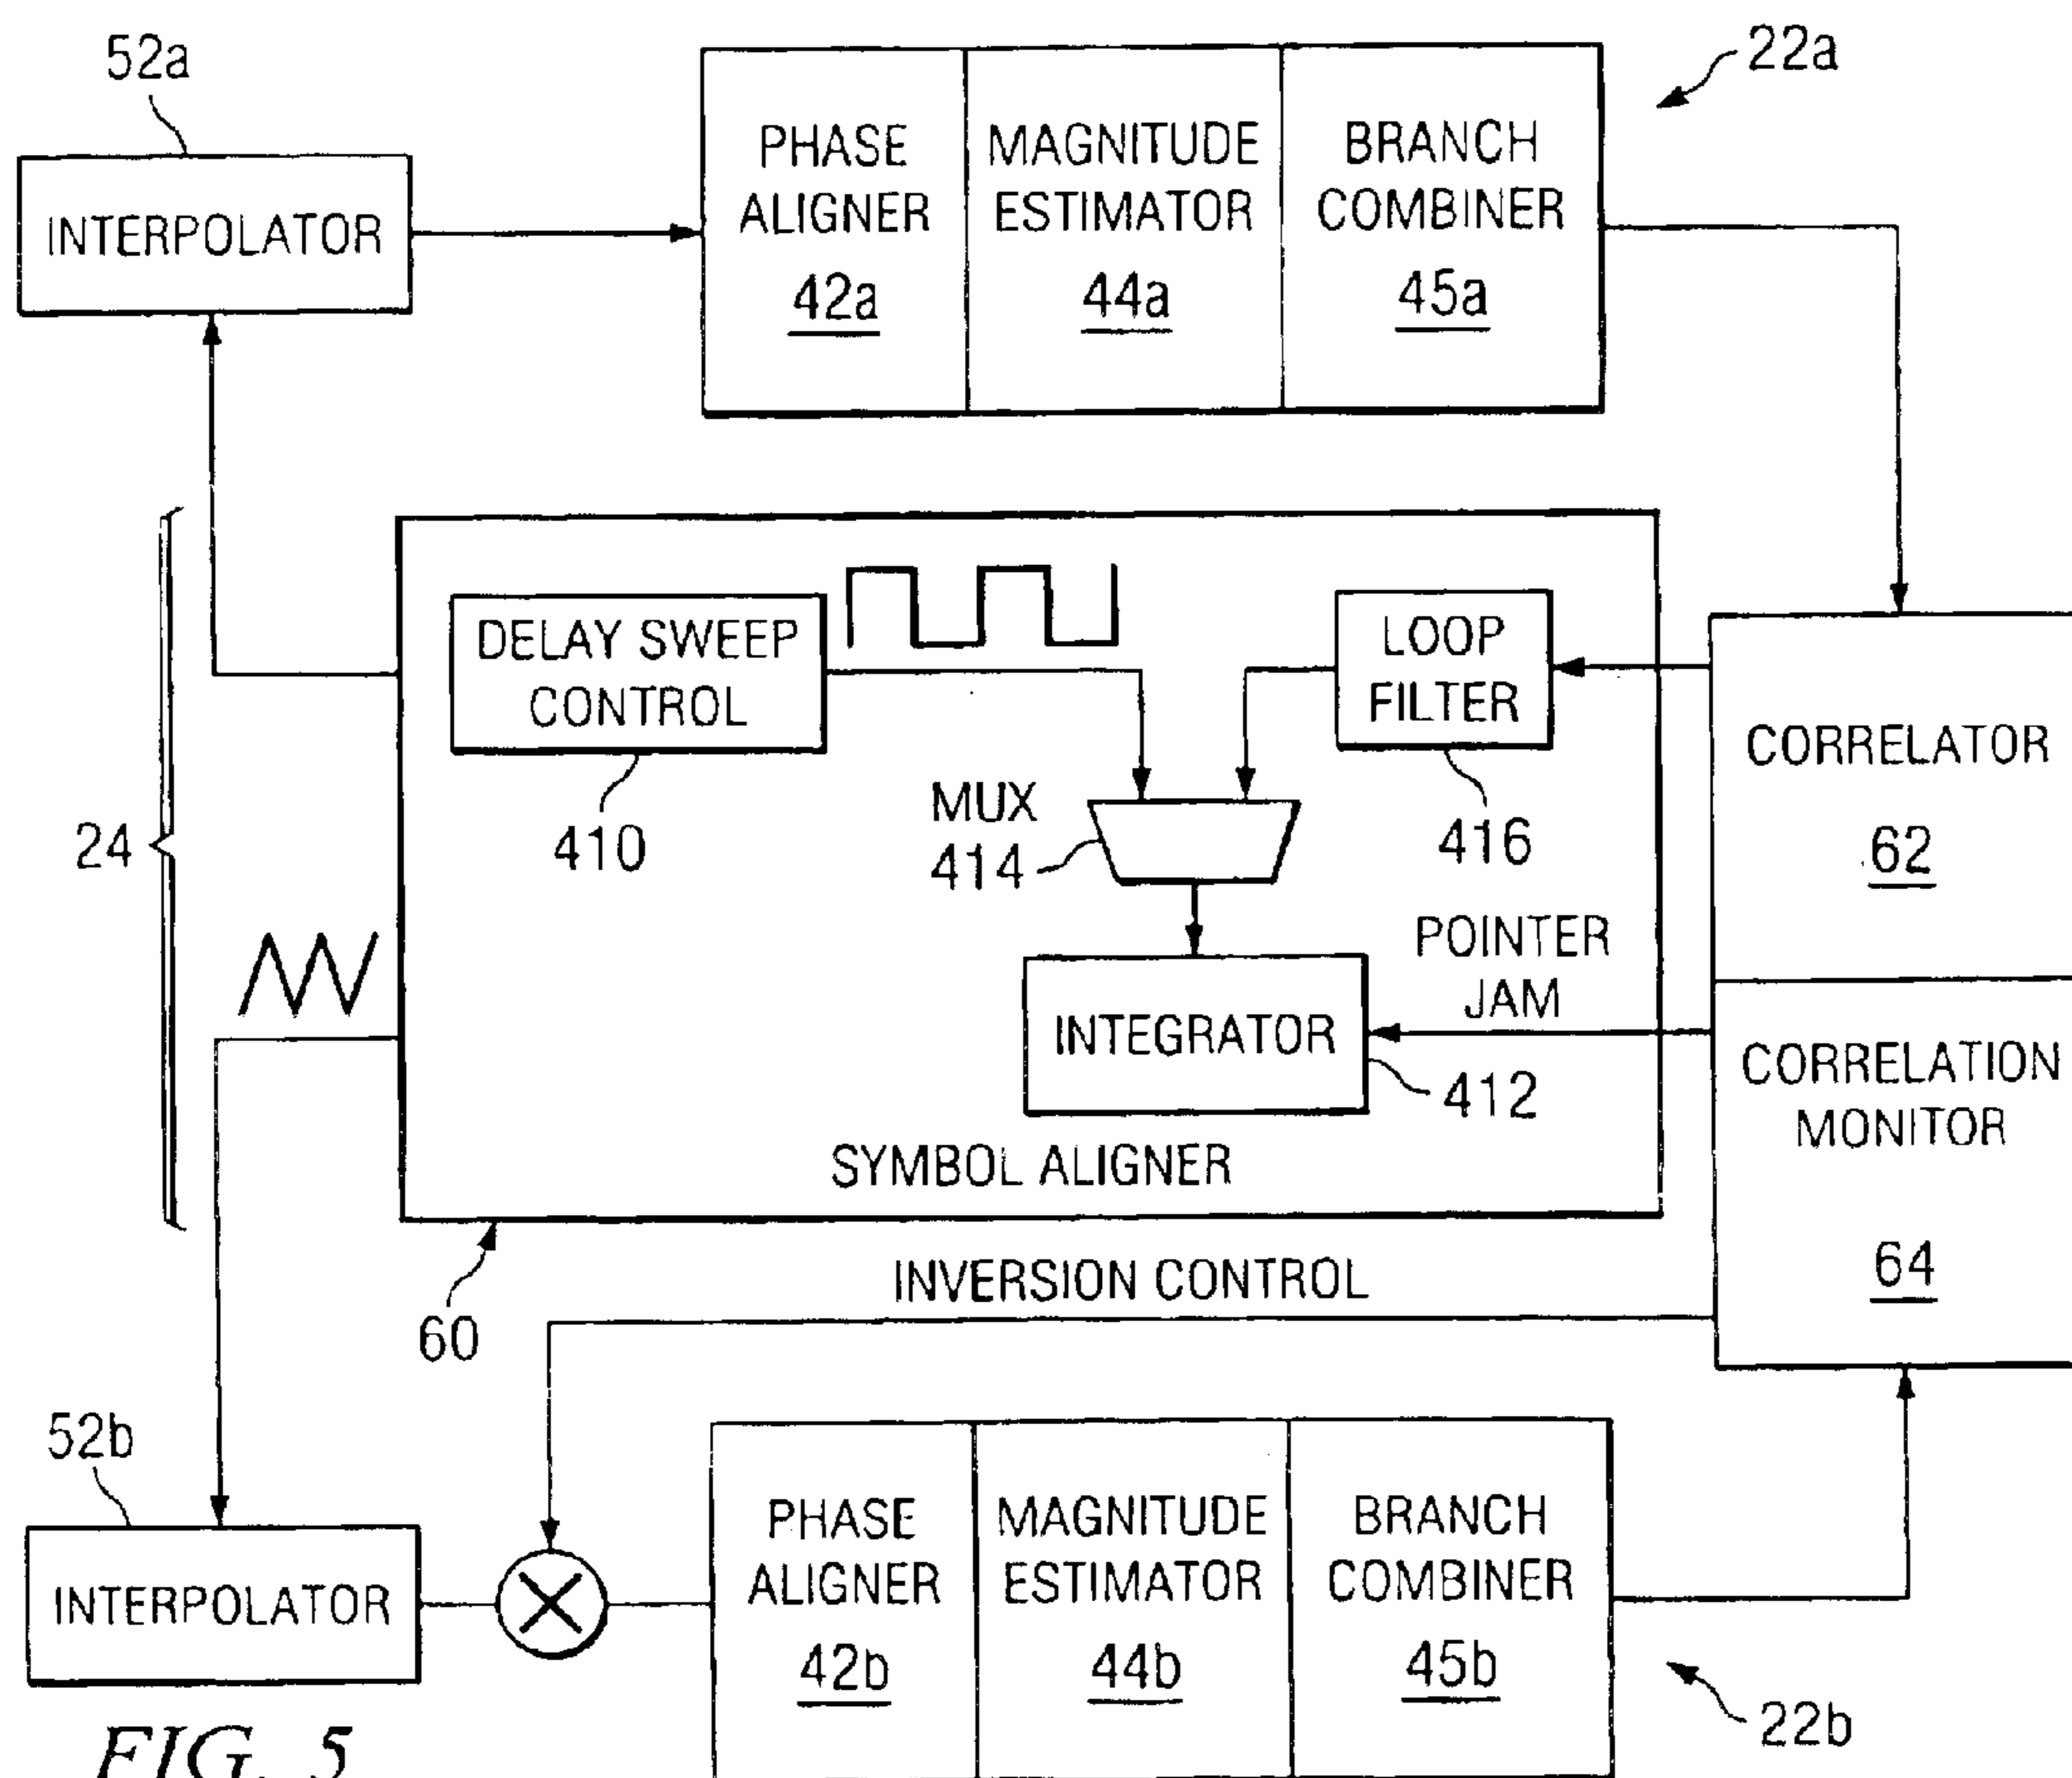 52a
22a
INTERPOLATOR
PHASE
ALIGNER
42a
MAGNITUDE
ESTIMATOR
44a
BRANCH
COMBINER
45a
24
DELAY SWEEP
CONTROL
410
LOOP
FILTER
416
MUX
414
POINTER
JAM
INTEGRATOR
412
SYMBOL ALIGNER
60
CORRELATOR
62
CORRELATION
MONITOR
64
INVERSION CONTROL
52b
INTERPOLATOR
PHASE
ALIGNER
42b
MAGNITUDE
ESTIMATOR
44b
BRANCH
COMBINER
45b
22b
FIG. 5